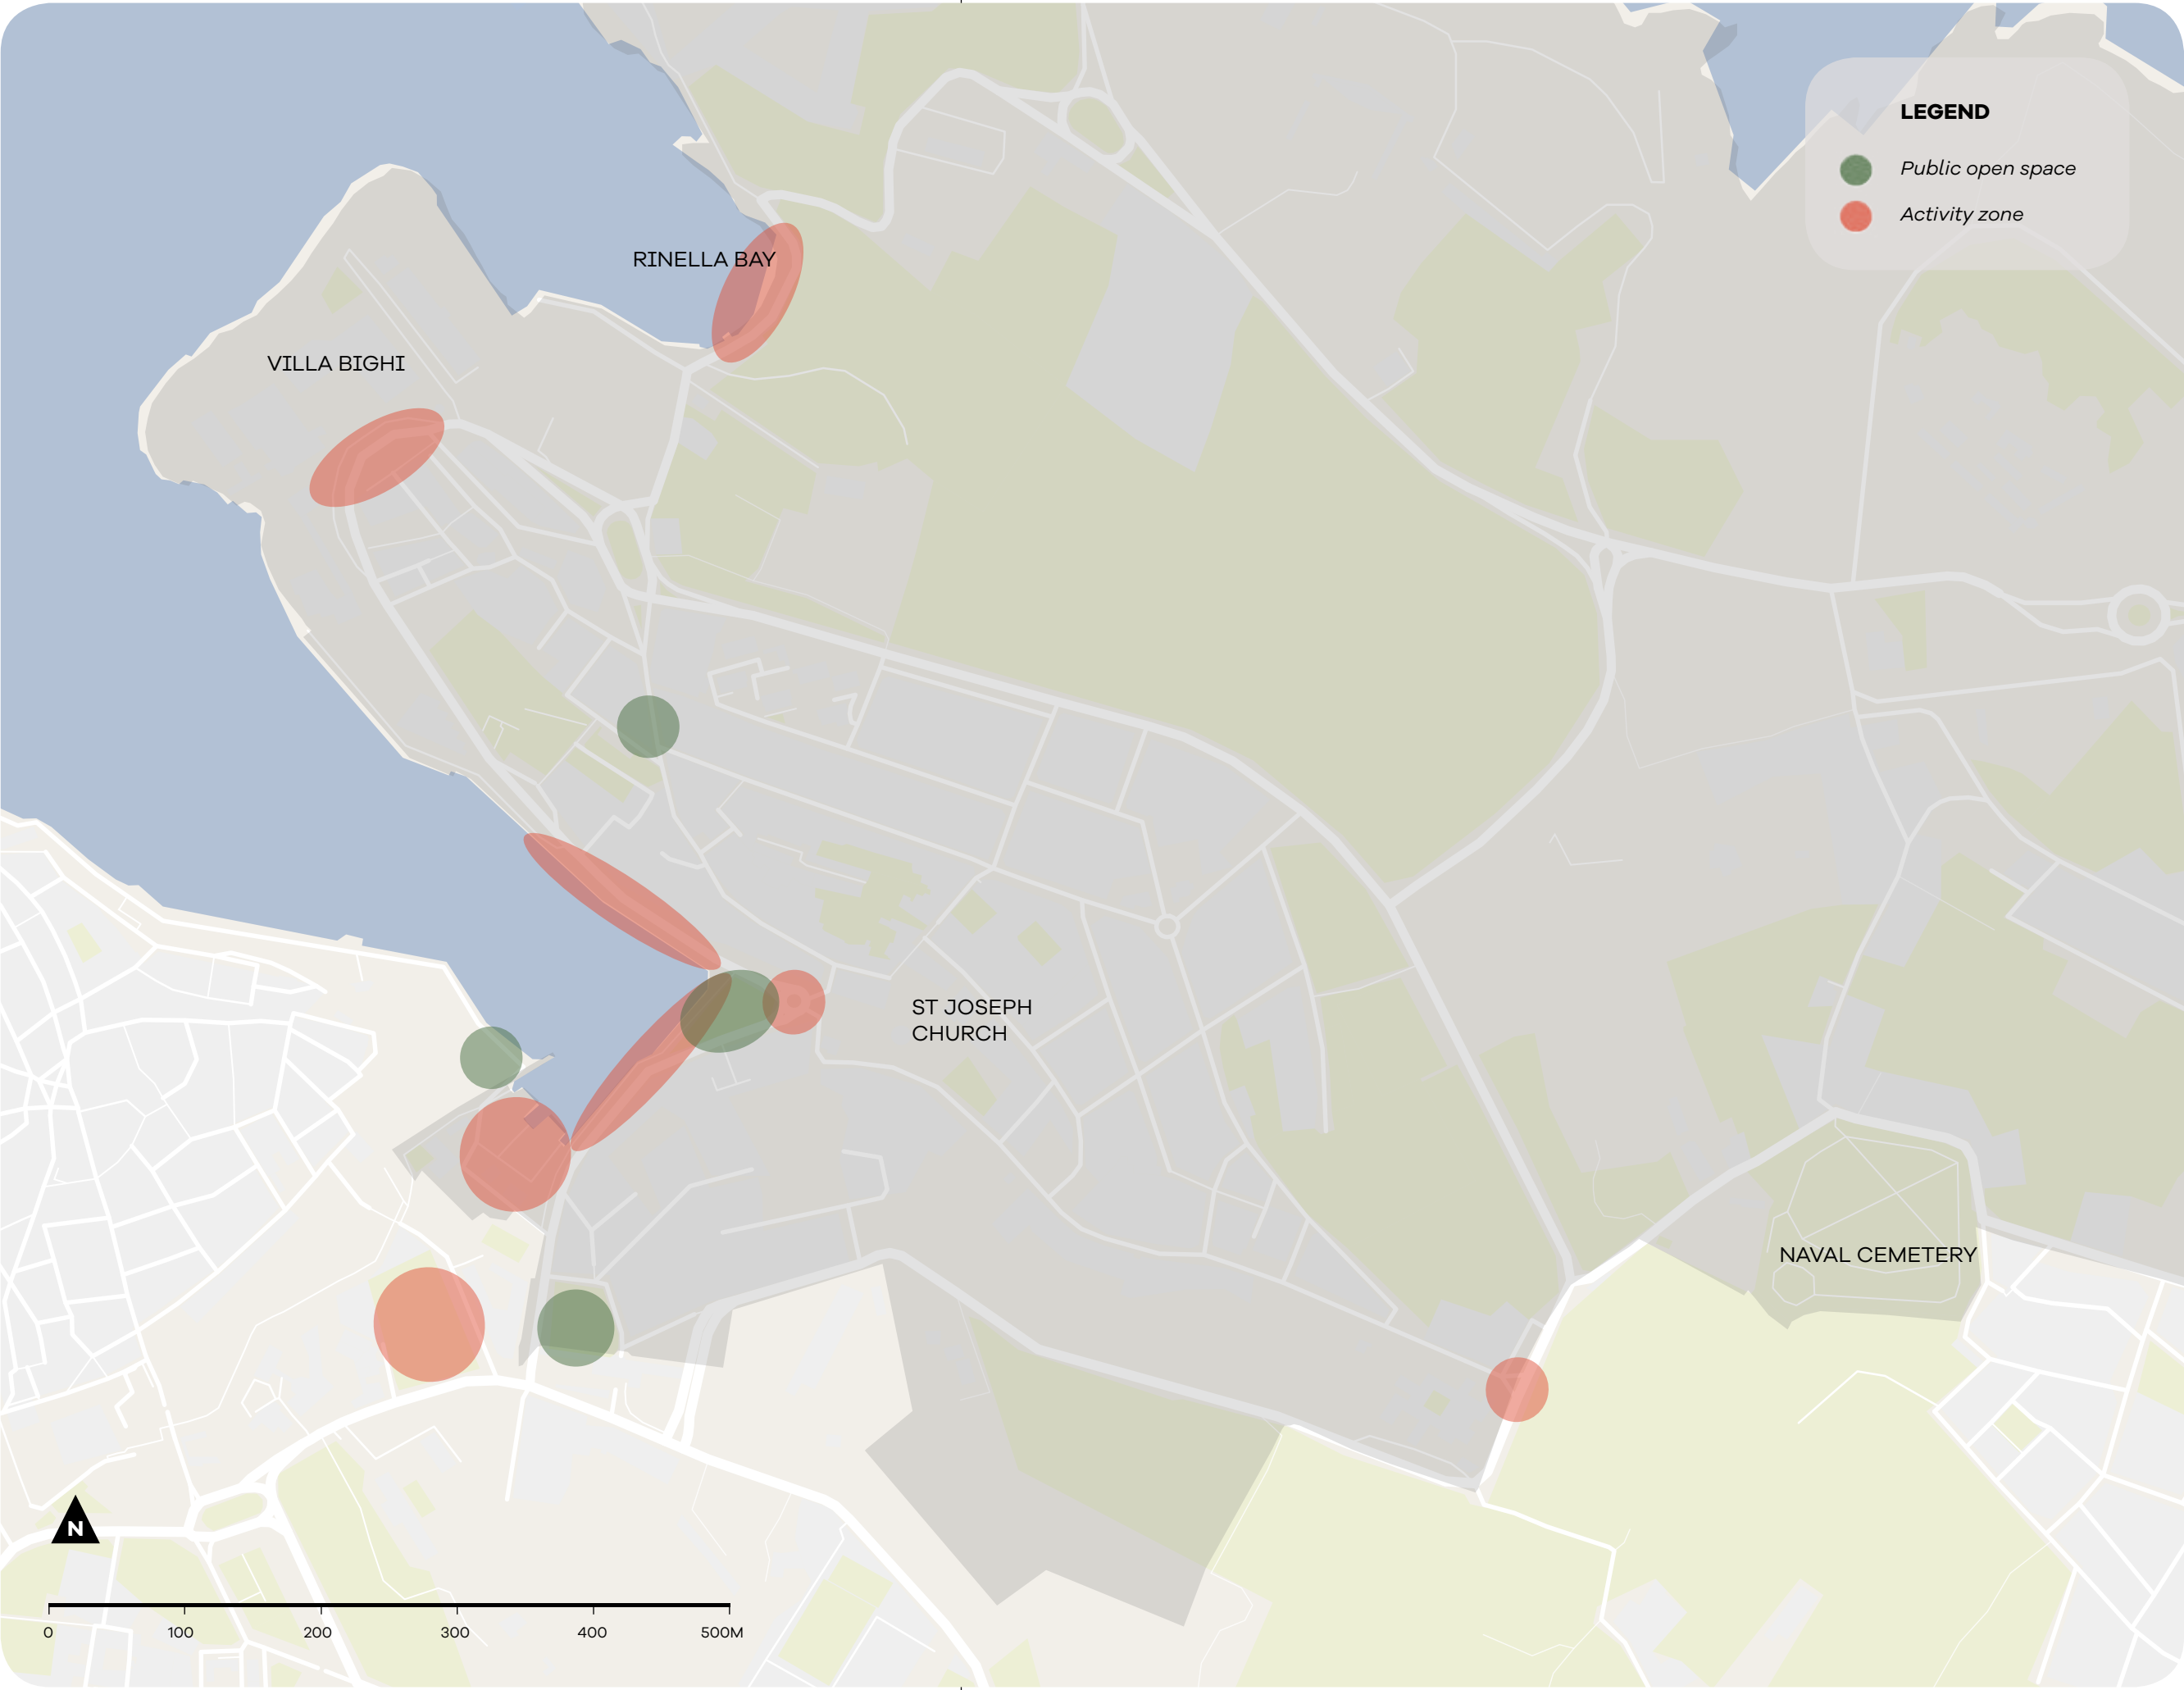 LEGEND
Public open space
Activity zone
RINELLA BAY
VILLA BIGHI
ST JOSEPH
CHURCH
NAVAL CEMETERY
N
0 100 200 300 400 500M